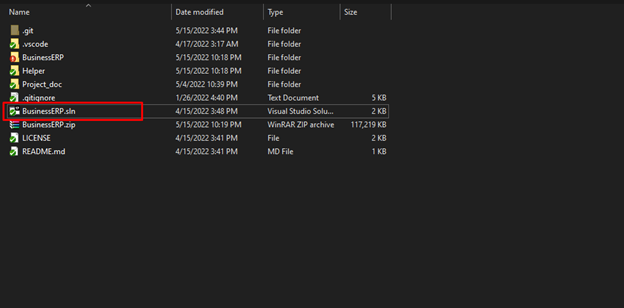 Name Date modified Type Size
.git 5/15/2022 3:44 PM File folder
.vscode 4/17/2022 3:17 AM File folder
BusinessERP 5/15/2022 10:18 PM File folder
Helper 5/15/2022 10:18 PM File folder
Project_doc 5/4/2022 10:39 PM File folder
.gitignore 1/26/2022 4:40 PM Text Document 5 KB
BusinessERP.sln 4/15/2022 3:48 PM Visual Studio Solu... 2 KB
BusinessERP.zip 5/15/2022 10:19 PM WinRAR ZIP archive 117,219 KB
LICENSE 4/15/2022 3:41 PM File 2 KB
README.md 4/15/2022 3:41 PM MD File 1 KB